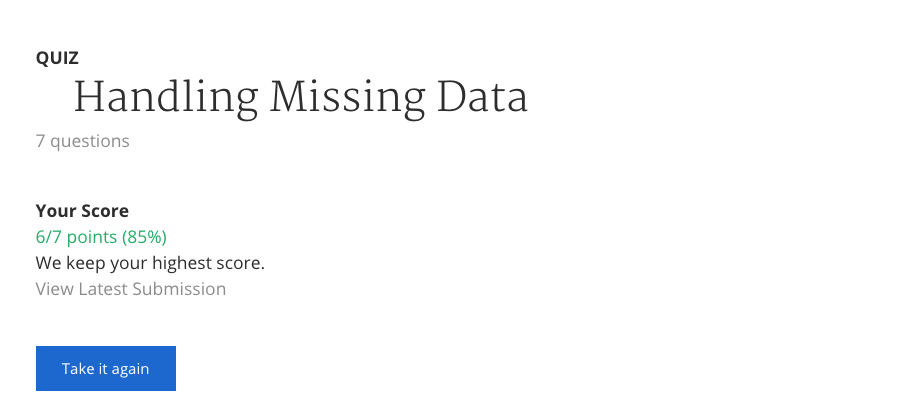 QUIZ
Handling Missing Data
7 questions
Your Score
6/7 points (85%)
We keep your highest score.
View Latest Submission
Take it again